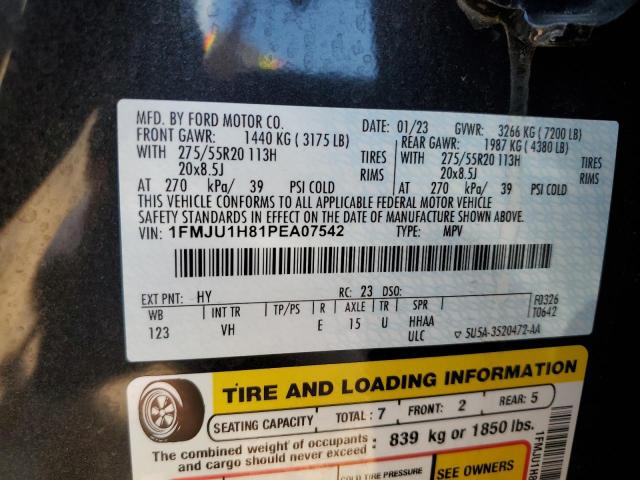 MFD. BY FORD MOTOR CO.
DATE: 01/23 GVWR: 3266 KG ( 7200 LB)
FRONT GAWR: 1440 KG ( 3175 LB) REAR GAWR: 1987 KG ( 4380 LB)
WITH 275/55R20 113H TIRES WITH 275/55R20 113H TIRES
20x8.5J RIMS 20x8.5J RIMS
AT 270 kPa/ 39 PSI COLD AT 270 kPa/ 39 PSI COLD
THIS VEHICLE CONFORMS TO ALL APPLICABLE FEDERAL MOTOR VEHICLE
SAFETY STANDARDS IN EFFECT ON THE DATE OF MANUFACTURE SHOWN ABOVE.
VIN: 1FMJU1H81PEA07542 TYPE: MPV
EXT PNT: HY RC: 23 DSO: F0326
WB INT TR TP/PS R AXLE TR SPR T0642
123 VH E 15 U HHAA
ULC 5U5A-3520472-AA
TIRE AND LOADING INFORMATION
SEATING CAPACITY TOTAL : 7 FRONT: 2 REAR: 5
The combined weight of occupants and cargo should never exceed : 839 kg or 1850 lbs.
COLD TIRE PRESSURE
SEE OWNERS
1FMJU1H8